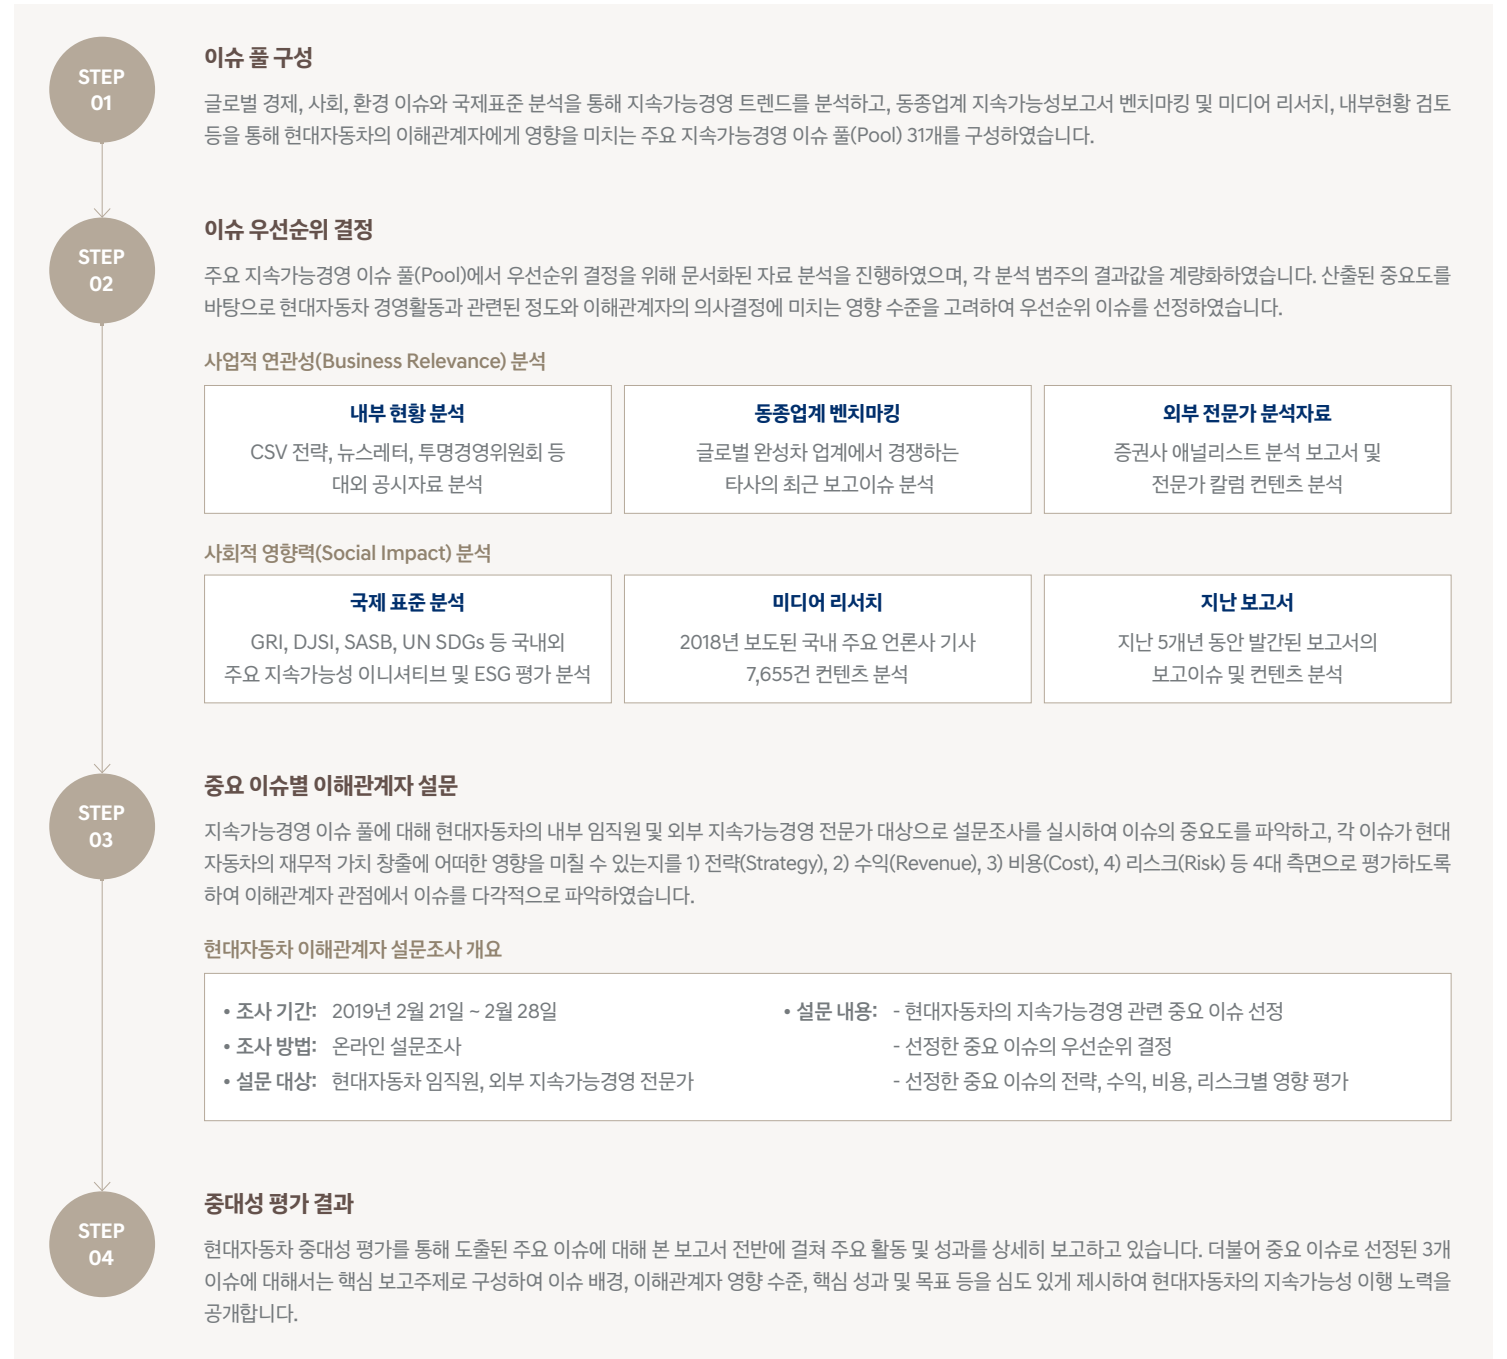 STEP
01
이슈 풀 구성
글로벌 경제, 사회, 환경 이슈와 국제표준 분석을 통해 지속가능경영 트렌드를 분석하고, 동종업계 지속가능성보고서 벤치마킹 및 미디어 리서치, 내부현황 검토
등을 통해 현대자동차의 이해관계자에게 영향을 미치는 주요 지속가능경영 이슈 풀(Pool) 31개를 구성하였습니다.
STEP
02
이슈 우선순위 결정
주요 지속가능경영 이슈 풀(Pool)에서 우선순위 결정을 위해 문서화된 자료 분석을 진행하였으며, 각 분석 범주의 결과값을 계량화하였습니다. 산출된 중요도를
바탕으로 현대자동차 경영활동과 관련된 정도와 이해관계자의 의사결정에 미치는 영향 수준을 고려하여 우선순위 이슈를 선정하였습니다.
사업적 연관성(Business Relevance) 분석
내부 현황 분석
CSV 전략, 뉴스레터, 투명경영위원회 등
대외 공시자료 분석
동종업계 벤치마킹
글로벌 완성차 업계에서 경쟁하는
타사의 최근 보고이슈 분석
외부 전문가 분석자료
증권사 애널리스트 분석 보고서 및
전문가 칼럼 컨텐츠 분석
사회적 영향력(Social Impact) 분석
국제 표준 분석
GRI, DJSI, SASB, UN SDGs 등 국내외
주요 지속가능성 이니셔티브 및 ESG 평가 분석
미디어 리서치
2018년 보도된 국내 주요 언론사 기사
7,655건 컨텐츠 분석
지난 보고서
지난 5개년 동안 발간된 보고서의
보고이슈 및 컨텐츠 분석
STEP
03
중요 이슈별 이해관계자 설문
지속가능경영 이슈 풀에 대해 현대자동차의 내부 임직원 및 외부 지속가능경영 전문가 대상으로 설문조사를 실시하여 이슈의 중요도를 파악하고, 각 이슈가 현대
자동차의 재무적 가치 창출에 어떠한 영향을 미칠 수 있는지를 1) 전략(Strategy), 2) 수익(Revenue), 3) 비용(Cost), 4) 리스크(Risk) 등 4대 측면으로 평가하도록
하여 이해관계자 관점에서 이슈를 다각적으로 파악하였습니다.
현대자동차 이해관계자 설문조사 개요
• 조사 기간: 2019년 2월 21일 ~ 2월 28일
• 조사 방법: 온라인 설문조사
• 설문 대상: 현대자동차 임직원, 외부 지속가능경영 전문가
• 설문 내용: - 현대자동차의 지속가능경영 관련 중요 이슈 선정
- 선정한 중요 이슈의 우선순위 결정
- 선정한 중요 이슈의 전략, 수익, 비용, 리스크별 영향 평가
STEP
04
중대성 평가 결과
현대자동차 중대성 평가를 통해 도출된 주요 이슈에 대해 본 보고서 전반에 걸쳐 주요 활동 및 성과를 상세히 보고하고 있습니다. 더불어 중요 이슈로 선정된 3개
이슈에 대해서는 핵심 보고주제로 구성하여 이슈 배경, 이해관계자 영향 수준, 핵심 성과 및 목표 등을 심도 있게 제시하여 현대자동차의 지속가능성 이행 노력을
공개합니다.